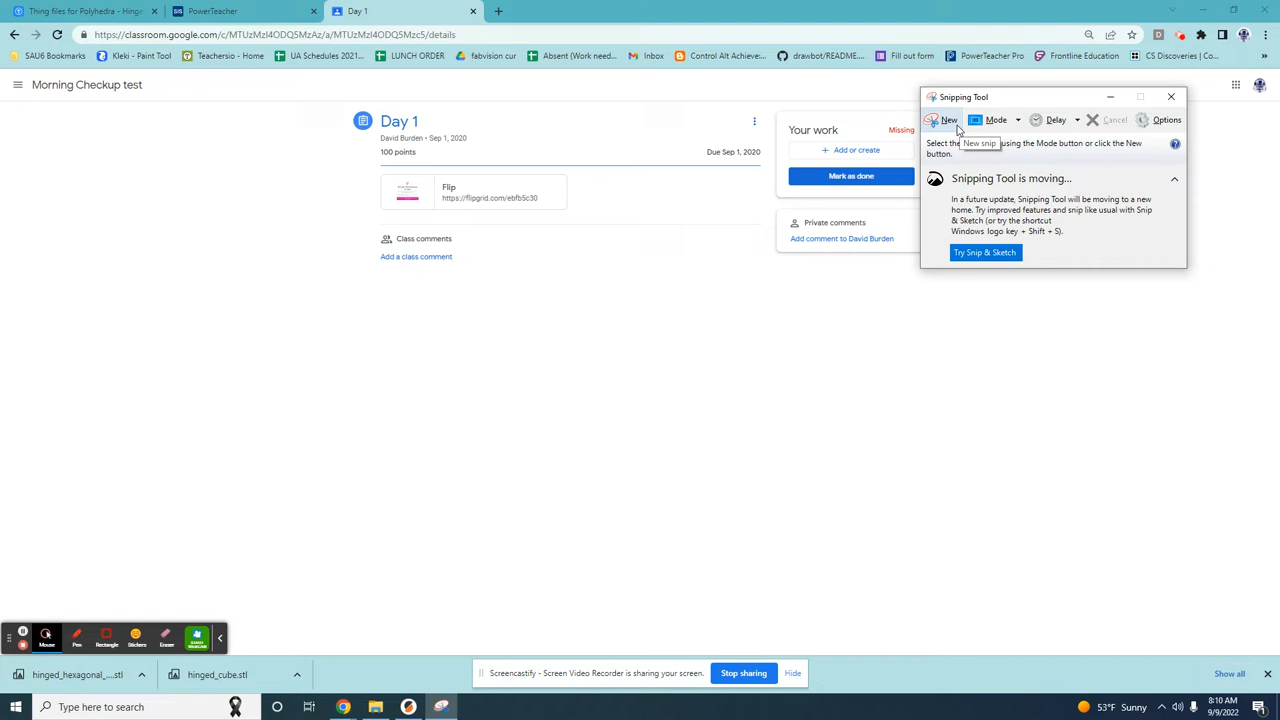 Thing files for Polyhedra - Hing
SIS PowerTeacher
Day 1
https://classroom.google.com/c/MTUzMzI4ODQ5MzAz/a/MTUzMzI4ODQ5Mzc5/details
SAU6 Bookmarks
Kleki - Paint Tool
Teachersio - Home
UA Schedules 2021...
LUNCH ORDER
fabvision cur
Absent (Work need...
Inbox
Control Alt Achieve...
drawbot/README....
Fill out form
PowerTeacher Pro
Frontline Education
CS Discoveries | Co...
»
Morning Checkup test
Day 1
David Burden • Sep 1, 2020
100 points
Due Sep 1, 2020
Flip
https://flipgrid.com/ebfb5c30
Class comments
Add a class comment
Your work
Missing
+ Add or create
Mark as done
Private comments
Add comment to David Burden
Snipping Tool
New
Mode
Delay
Cancel
Options
New snip
Select the
using the Mode button or click the New
button.
Snipping Tool is moving...
In a future update, Snipping Tool will be moving to a new
home. Try improved features and snip like usual with Snip
& Sketch (or try the shortcut
Windows logo key + Shift + S).
Try Snip & Sketch
Mouse
Pen
Rectangle
Stickers
Eraser
hinged_hexagonal_....stl
hinged_cube.stl
Screencastify - Screen Video Recorder is sharing your screen.
Stop sharing
Hide
Show all
Type here to search
53°F Sunny
8:10 AM
9/9/2022
1